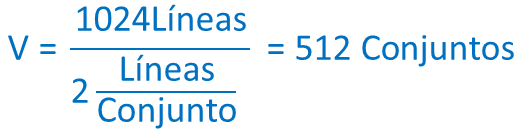 V = 1024Líneas / 2 Líneas/Conjunto = 512 Conjuntos